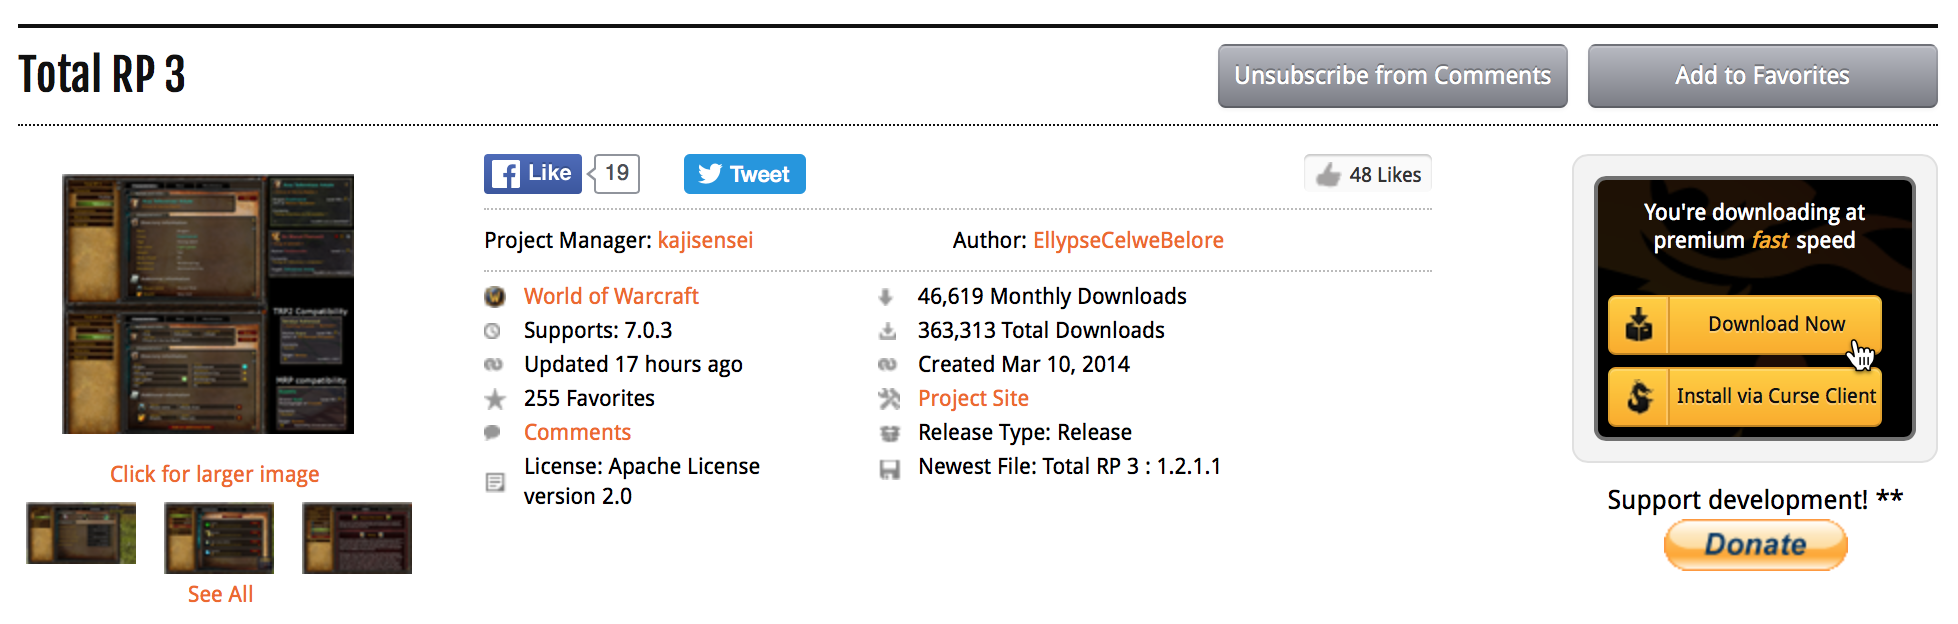 Total RP 3
Unsubscribe from Comments
Add to Favorites
Like
19
Tweet
48 Likes
Project Manager: kajisensei
Author: EllypseCelweBelore
World of Warcraft
Supports: 7.0.3
Updated 17 hours ago
255 Favorites
Comments
License: Apache License
version 2.0
46,619 Monthly Downloads
363,313 Total Downloads
Created Mar 10, 2014
Project Site
Release Type: Release
Newest File: Total RP 3 : 1.2.1.1
You're downloading at
premium fast speed
Download Now
Install via Curse Client
Support development! **
Donate
TRP2 Compatibility
MRP compatibility
Click for larger image
See All